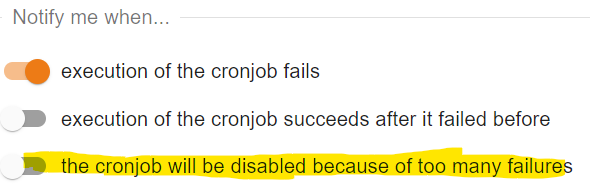 Notify me when...
execution of the cronjob fails
execution of the cronjob succeeds after it failed before
the cronjob will be disabled because of too many failures